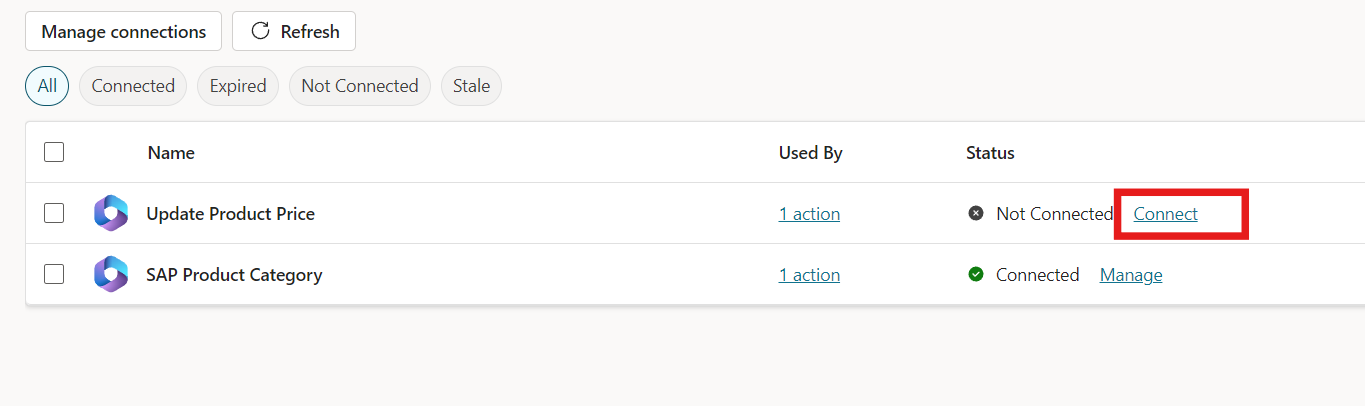 Manage connections Refresh
All Connected Expired Not Connected Stale
Name Used By Status
Update Product Price 1 action Not Connected Connect
SAP Product Category 1 action Connected Manage